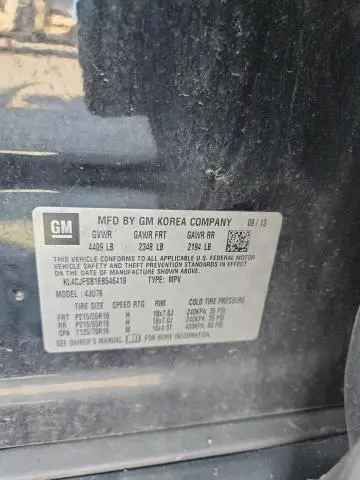 GM
MFD BY GM KOREA COMPANY 09 / 13
GVWR GAWR FRT GAWR RR
4409 LB 2348 LB 2194 LB
THIS VEHICLE CONFORMS TO ALL APPLICABLE U.S. FEDERAL
MOTOR VEHICLE SAFETY, BUMPER, AND THEFT PREVENTION
STANDARDS IN EFFECT ON THE DATE OF MANUFACTURE SHOWN ABOVE.
KL4CJFSB1EB546419 TYPE: MPV
MODEL: 4JU76
TIRE SIZE SPEED RTG RIM COLD TIRE PRESSURE
FRT P215/55R18 H 18x7.0J 240KPA, 35 PSI
RR P215/55R18 H 18x7.0J 240KPA, 35 PSI
SPA T125/70R16 M 16x4.0T 420KPA, 60 PSI
SEE OWNER'S MANUAL FOR ADDITIONAL INFORMATION.